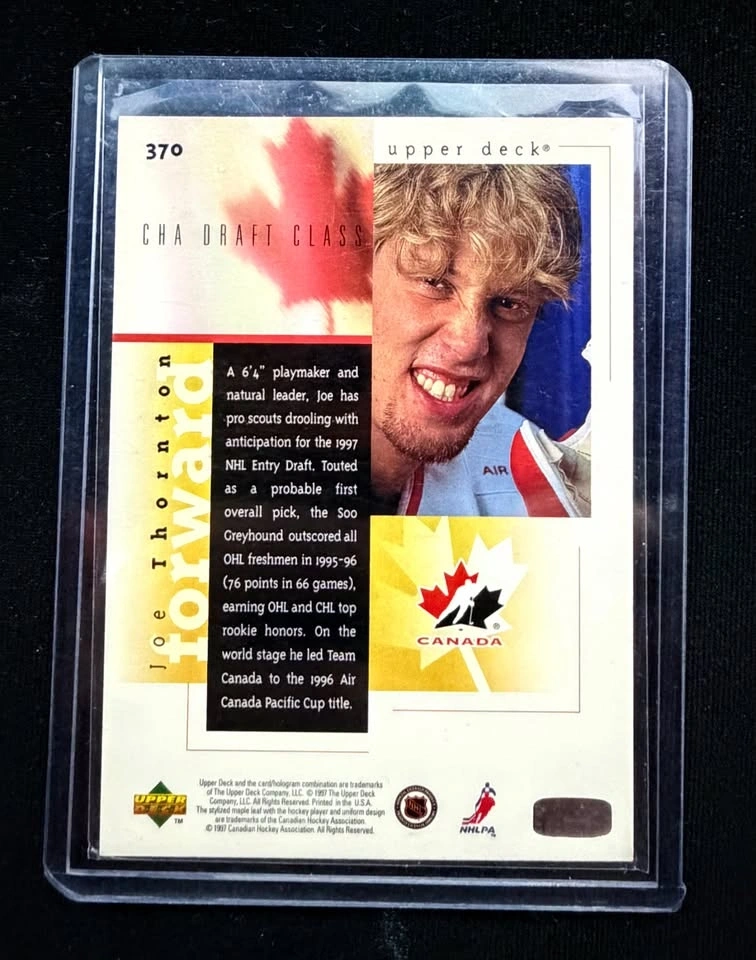 370
upper deck®
CHA DRAFT CLASS
Joe Thornton
forward
A 6'4" playmaker and
natural leader, Joe has
pro scouts drooling with
anticipation for the 1997
NHL Entry Draft. Touted
as a probable first
overall pick, the Soo
Greyhound outscored all
OHL freshmen in 1995-96
(76 points in 66 games),
earning OHL and CHL top
rookie honors. On the
world stage he led Team
Canada to the 1996 Air
Canada Pacific Cup title.
AIR
®
CANADA
Upper Deck and the card/hologram combination are trademarks
of The Upper Deck Company, LLC. © 1997 The Upper Deck
Company, LLC. All Rights Reserved. Printed in the U.S.A.
The stylized maple leaf with the hockey player and uniform design
are trademarks of the Canadian Hockey Association.
© 1997 Canadian Hockey Association. All Rights Reserved.
UPPER
DECK
TM
NHL
NHLPA